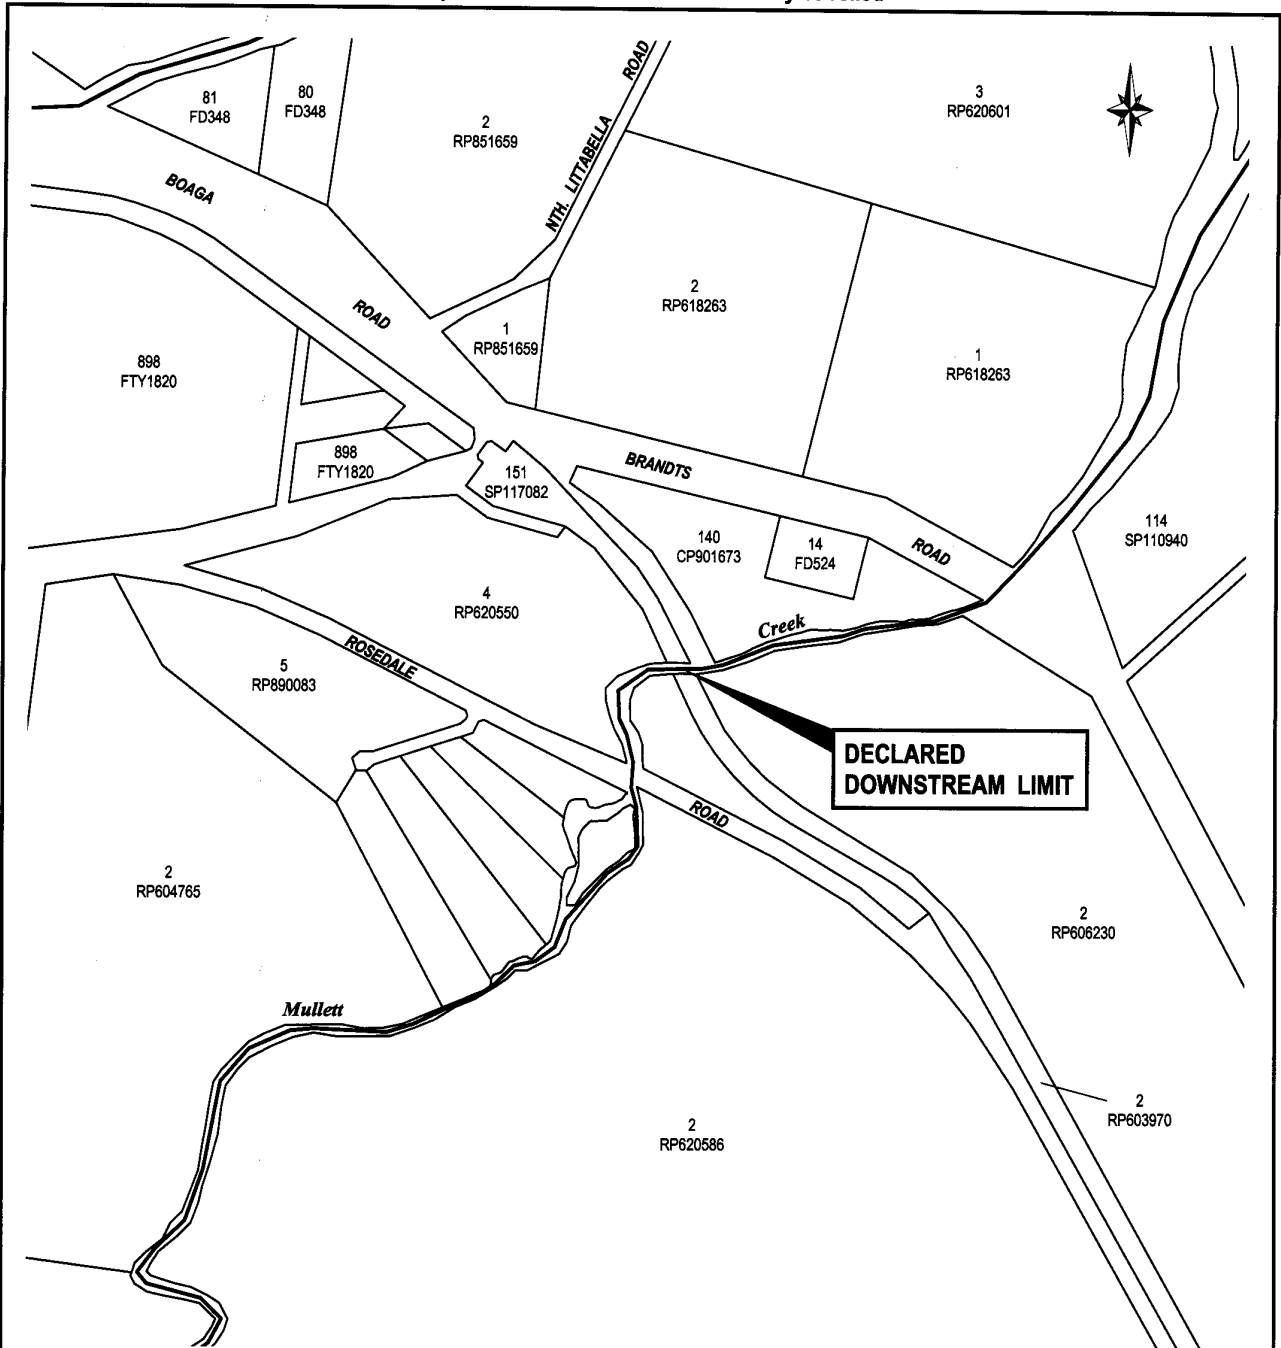 81
FD348
80
FD348
2
RP851659
NTH. LITTABELLA ROAD
3
RP620601
BOAGA ROAD
2
RP618263
1
RP851659
1
RP618263
898
FTY1820
898
FTY1820
151
SP117082
BRANDTS ROAD
140
CP901673
14
FD524
114
SP110940
4
RP620550
Creek
ROSEDALE ROAD
5
RP890083
DECLARED
DOWNSTREAM LIMIT
2
RP604765
2
RP606230
Mullett
2
RP603970
2
RP620586